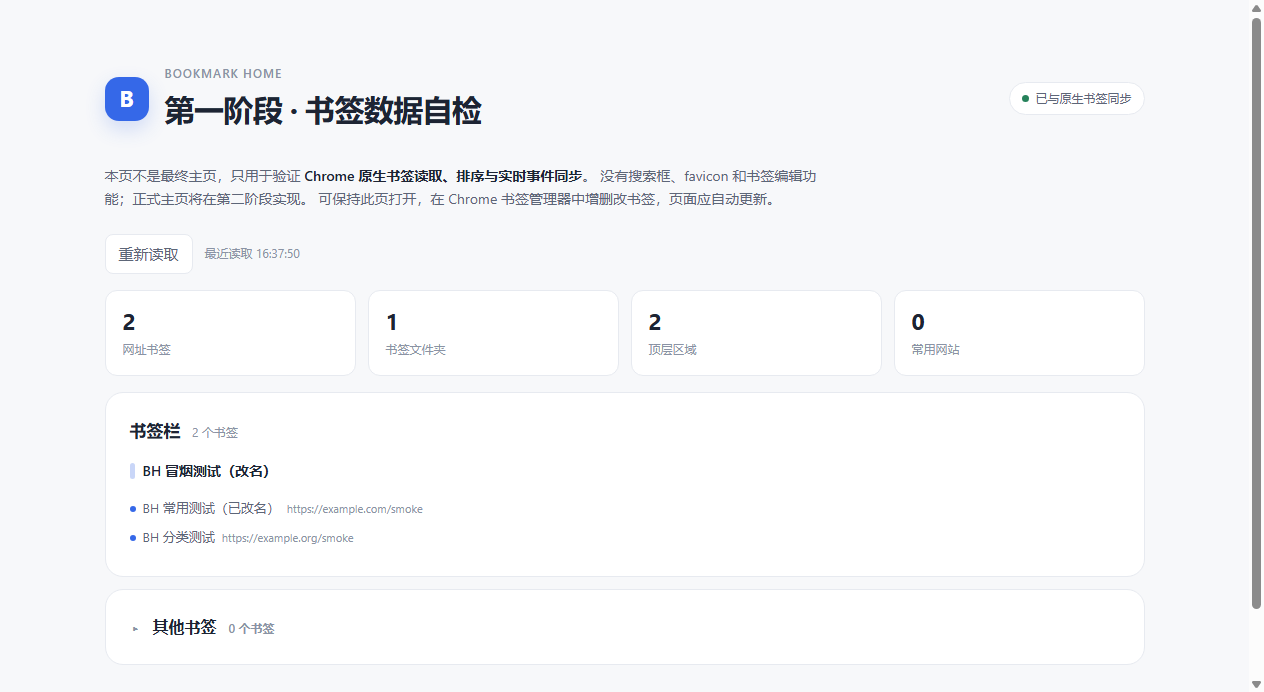 B
BOOKMARK HOME
第一阶段 · 书签数据自检
已与原生书签同步
本页不是最终主页，只用于验证 Chrome 原生书签读取、排序与实时事件同步。 没有搜索框、favicon 和书签编辑功
能；正式主页将在第二阶段实现。 可保持此页打开，在 Chrome 书签管理器中增删改书签，页面应自动更新。
重新读取
最近读取 16:37:50
2
网址书签
1
书签文件夹
2
顶层区域
0
常用网站
书签栏 2 个书签
BH 冒烟测试（改名）
BH 常用测试（已改名） https://example.com/smoke
BH 分类测试 https://example.org/smoke
其他书签 0 个书签